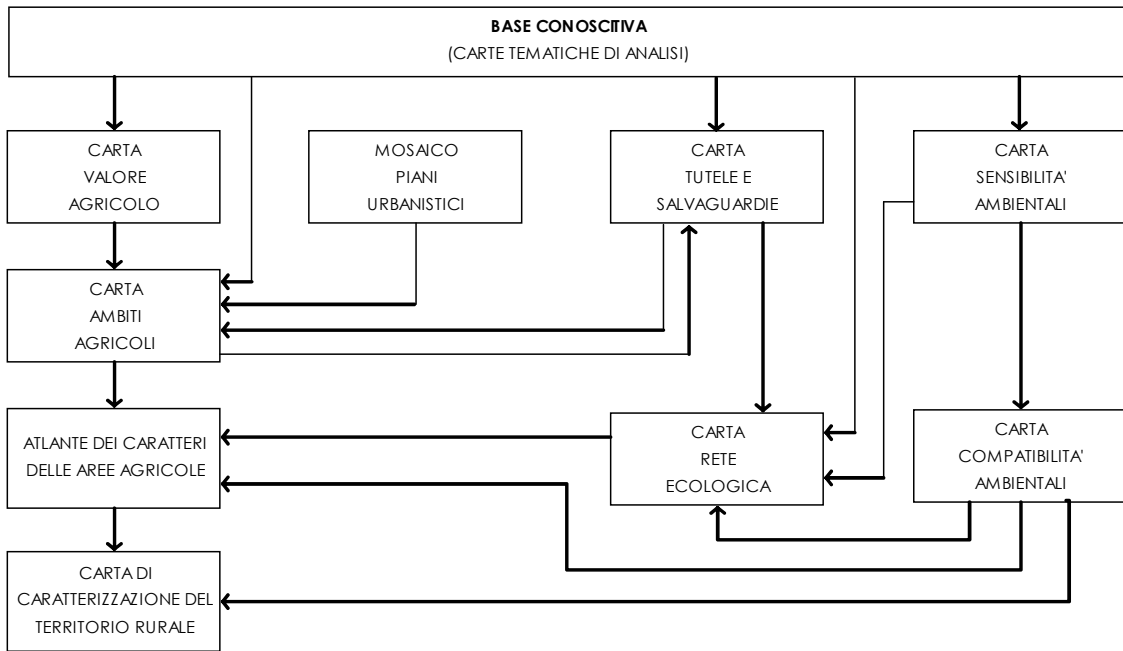 BASE CONOSCITIVA
(CARTE TEMATICHE DI ANALISI)
CARTA
VALORE
AGRICOLO
MOSAICO
PIANI
URBANISTICI
CARTA
TUTELE E
SALVAGUARDIE
CARTA
SENSIBILITA'
AMBIENTALI
CARTA
AMBITI
AGRICOLI
ATLANTE DEI CARATTERI
DELLE AREE AGRICOLE
CARTA
RETE
ECOLOGICA
CARTA
COMPATIBILITA'
AMBIENTALI
CARTA DI
CARATTERIZZAZIONE DEL
TERRITORIO RURALE